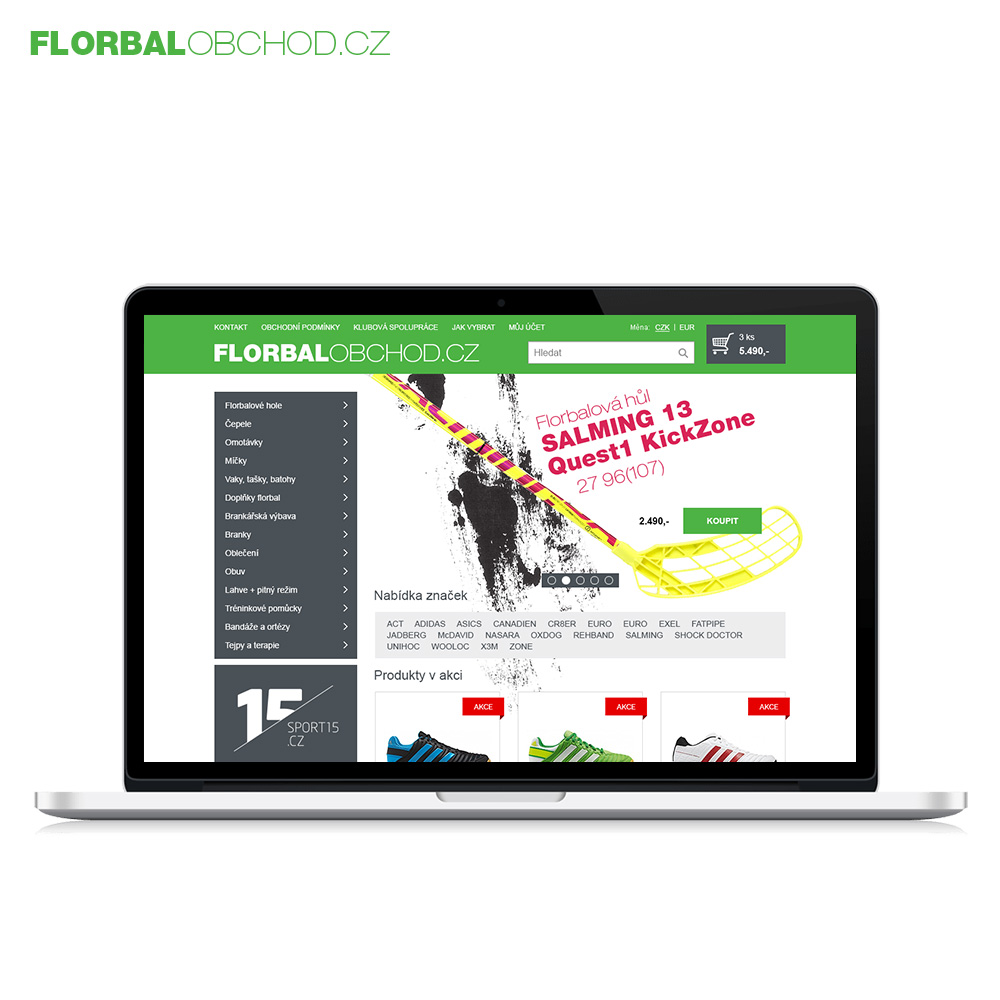 FLORBALOBCHOD.CZ
KONTAKT OBCHODNÍ PODMÍNKY KLUBOVÁ SPOLUPRÁCE JAK VYBRAT MŮJ ÚČET Měna: CZK | EUR
FLORBALOBCHOD.CZ
Hledat
3 ks
5.490,-
Florbalové hole
Čepele
Omotávky
Míčky
Vaky, tašky, batohy
Doplňky florbal
Brankářská výbava
Branky
Oblečení
Obuv
Lahve + pitný režim
Tréninkové pomůcky
Bandáže a ortézy
Tejpy a terapie
15
SPORT15
.CZ
Florbalová hůl
SALMING 13
Quest1 KickZone
27 96(107)
2.490,- KOUPIT
Nabídka značek
ACT ADIDAS ASICS CANADIEN CR8ER EURO EURO EXEL FATPIPE
JADBERG McDAVID NASARA OXDOG REHBAND SALMING SHOCK DOCTOR
UNIHOC WOOLOC X3M ZONE
Produkty v akci
AKCE AKCE AKCE